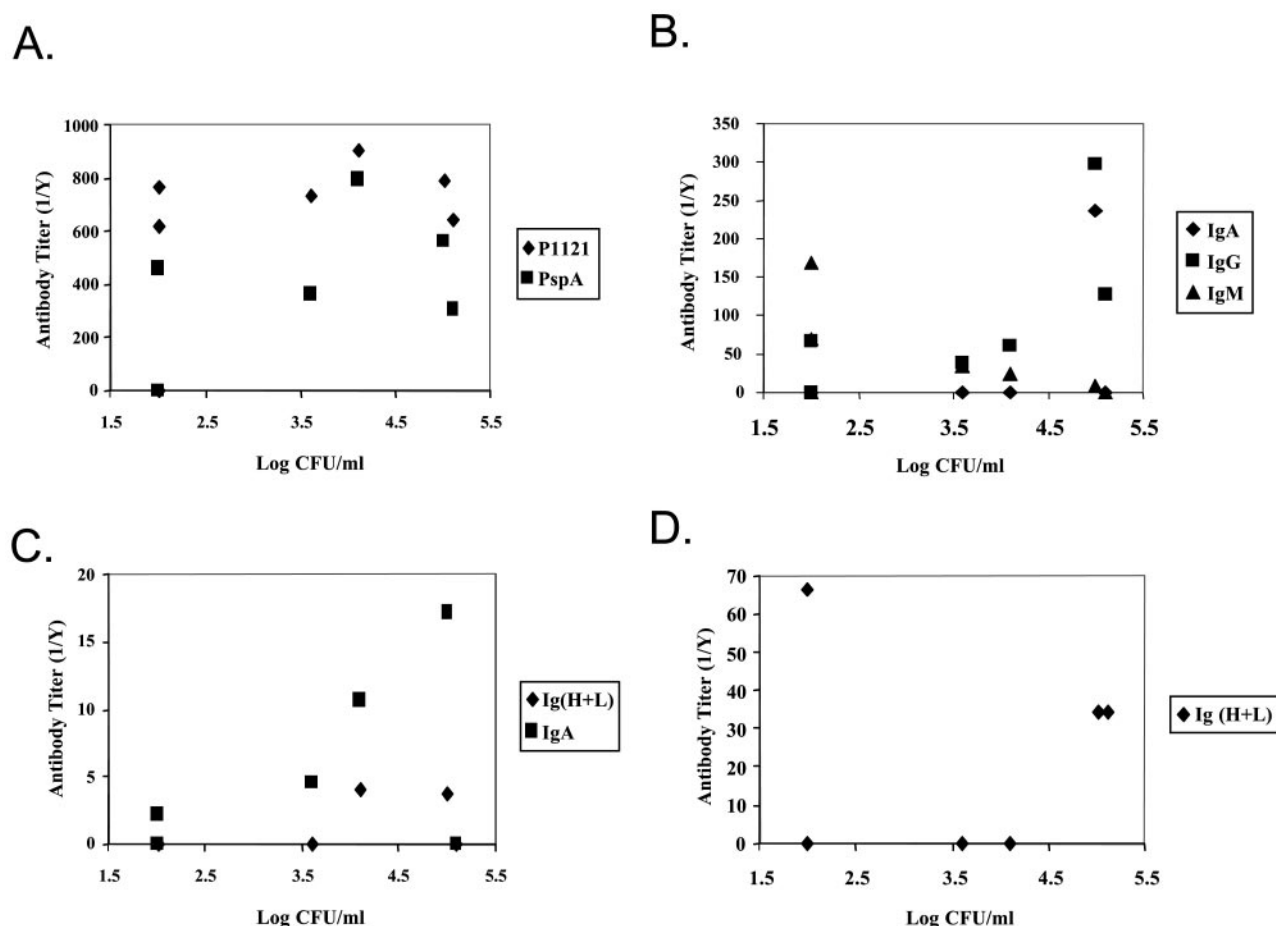 A.
1000
800
600
400
200
0
Antibody Titer (1/Y)
1.5 2.5 3.5 4.5 5.5
Log CFU/ml
P1121
PspA
B.
350
300
250
200
150
100
50
0
Antibody Titer (1/Y)
1.5 2.5 3.5 4.5 5.5
Log CFU/ml
IgA
IgG
IgM
C.
20
15
10
5
0
Antibody Titer (1/Y)
1.5 2.5 3.5 4.5 5.5
Log CFU/ml
Ig(H+L)
IgA
D.
70
60
50
40
30
20
10
0
Antibody Titer (1/Y)
1.5 2.5 3.5 4.5 5.5
Log CFU/ml
Ig (H+L)